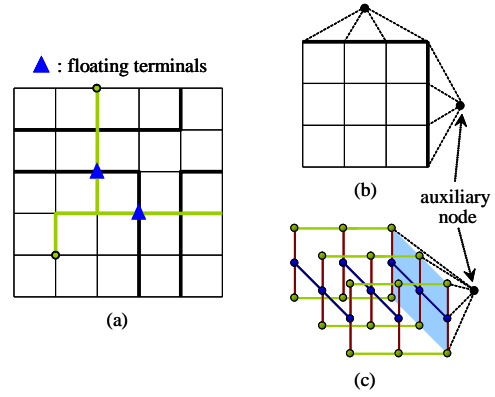 : floating terminals
(a)
(b)
auxiliary
node
(c)